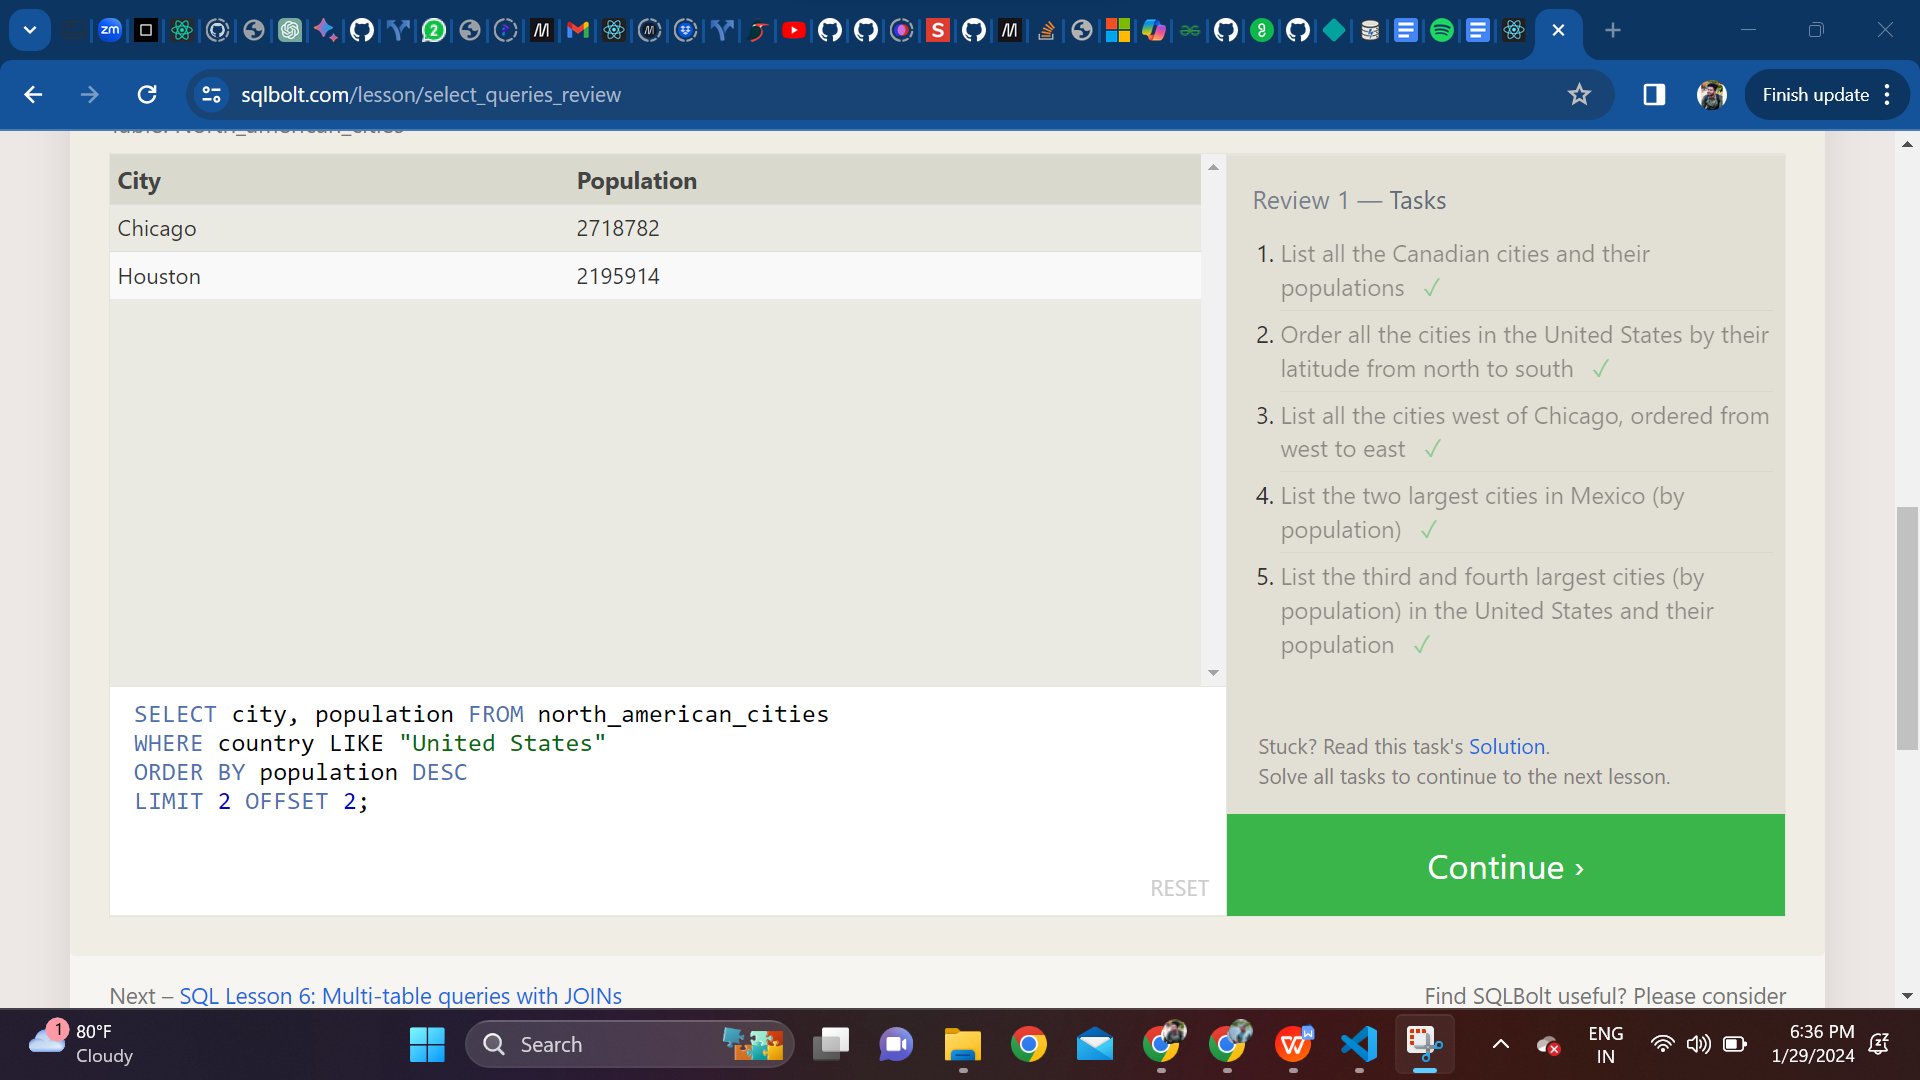 zm
2
M
M
S
M
sqlbolt.com/lesson/select_queries_review
Finish update
Table: North_american_cities
City Population
Chicago 2718782
Houston 2195914
Review 1 — Tasks
1. List all the Canadian cities and their
populations ✓
2. Order all the cities in the United States by their
latitude from north to south ✓
3. List all the cities west of Chicago, ordered from
west to east ✓
4. List the two largest cities in Mexico (by
population) ✓
5. List the third and fourth largest cities (by
population) in the United States and their
population ✓
SELECT city, population FROM north_american_cities
WHERE country LIKE "United States"
ORDER BY population DESC
LIMIT 2 OFFSET 2;
RESET
Stuck? Read this task's Solution.
Solve all tasks to continue to the next lesson.
Continue ›
Next – SQL Lesson 6: Multi-table queries with JOINs
Find SQLBolt useful? Please consider
1
80°F
Cloudy
Search
ENG
IN
6:36 PM
1/29/2024